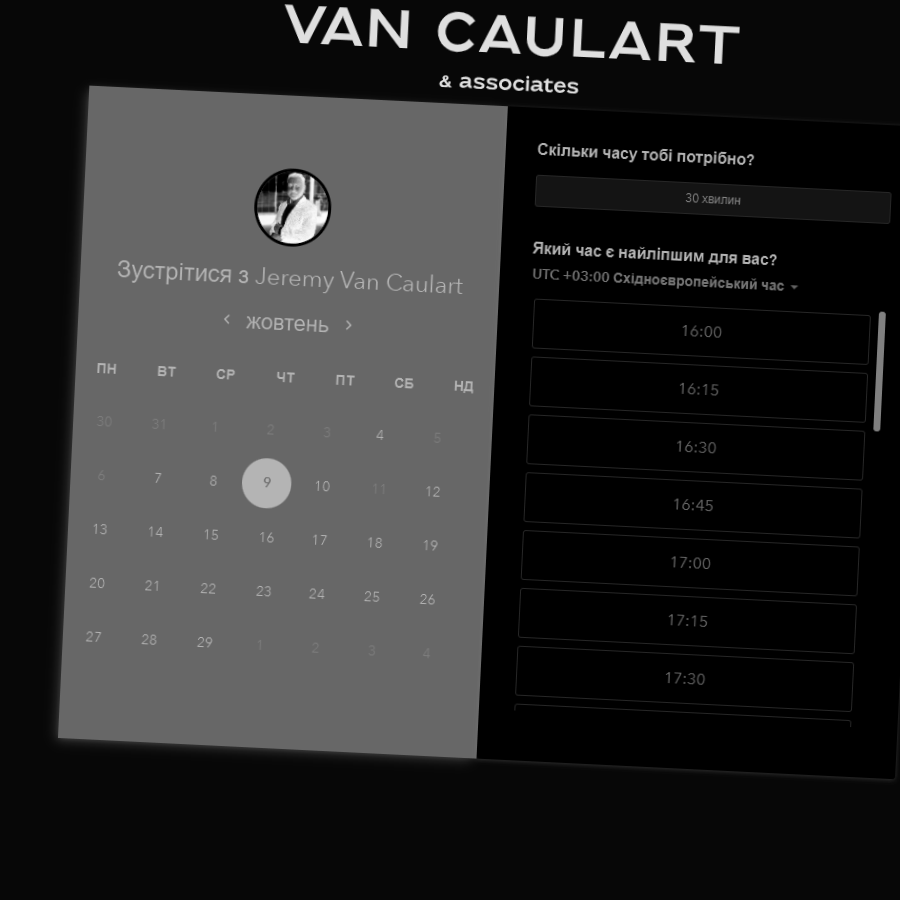 VAN CAULART
& associates
Зустрітися з Jeremy Van Caulart
жовтень
ПН ВТ СР ЧТ ПТ СБ НД
30 31 1 2 3 4 5
6 7 8 9 10 11 12
13 14 15 16 17 18 19
20 21 22 23 24 25 26
27 28 29 1 2 3 4
Скільки часу тобі потрібно?
30 хвилин
Який час є найліпшим для вас?
UTC +03:00 Східноєвропейський час
16:00
16:15
16:30
16:45
17:00
17:15
17:30